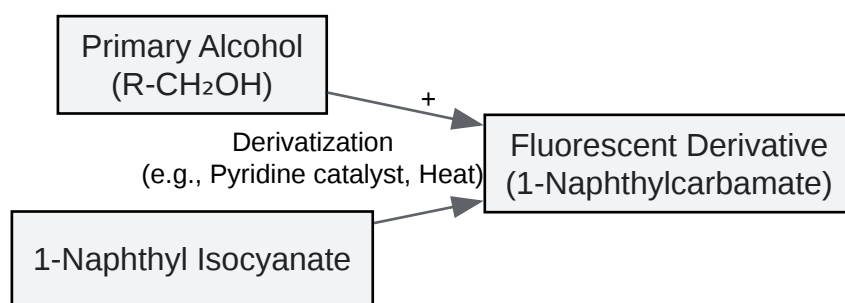 Primary Alcohol
(R-CH₂OH)
+
Derivatization
(e.g., Pyridine catalyst, Heat)
Fluorescent Derivative
(1-Naphthylcarbamate)
1-Naphthyl Isocyanate